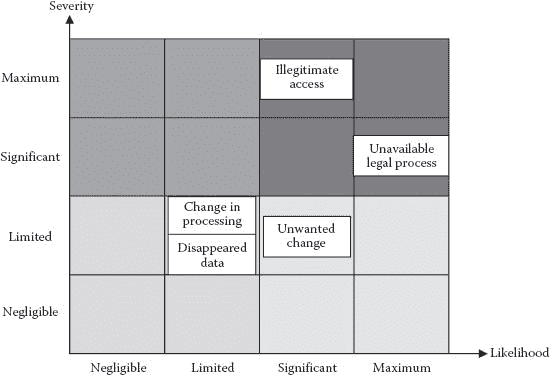 Severity
Maximum
Illegitimate
access
Significant
Unavailable
legal process
Limited
Change in
processing
Disappeared
data
Unwanted
change
Negligible
Likelihood
Negligible
Limited
Significant
Maximum